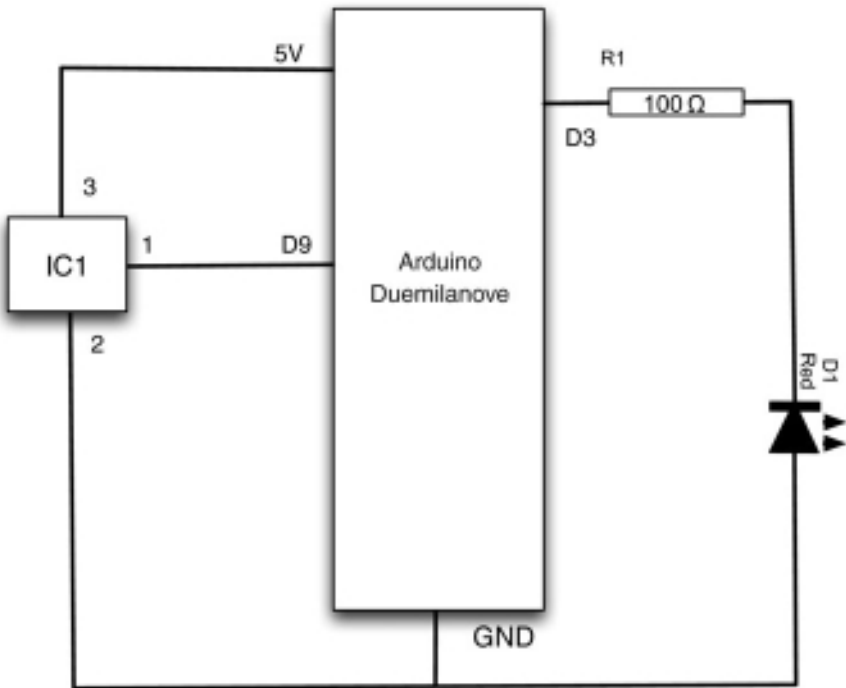 5V
R1
100 Ω
D3
3
IC1
1
D9
Arduino
Duemilanove
2
D1
Red
GND